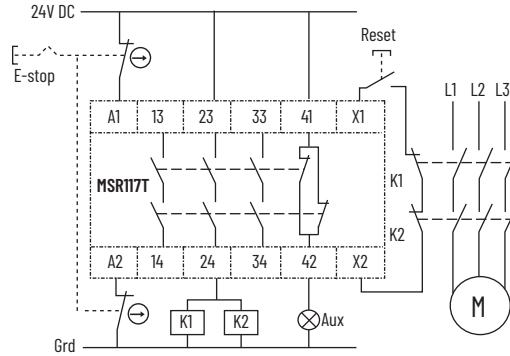 24V DC
Reset
E-stop
L1 L2 L3
A1 13 23 33 41 X1
MSR117T
K1
K2
A2 14 24 34 42 X2
K1 K2 Aux
M
Grd